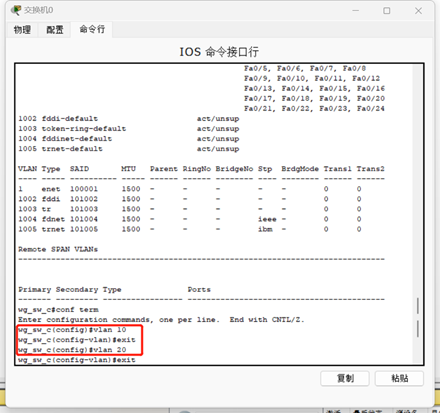 交换机0
物理 配置 命令行
IOS 命令接口行
Fa0/5, Fa0/6, Fa0/7, Fa0/8
Fa0/9, Fa0/10, Fa0/11, Fa0/12
Fa0/13, Fa0/14, Fa0/15, Fa0/16
Fa0/17, Fa0/18, Fa0/19, Fa0/20
Fa0/21, Fa0/22, Fa0/23, Fa0/24
1002 fddi-default act/unsup
1003 token-ring-default act/unsup
1004 fddinet-default act/unsup
1005 trnet-default act/unsup
VLAN Type SAID MTU Parent RingNo BridgeNo Stp BrdgMode Trans1 Trans2
---- ----- ---------- ----- ------ ------ -------- ---- -------- ------ ------
1 enet 100001 1500 - - - - - 0 0
1002 fddi 101002 1500 - - - - - 0 0
1003 tr 101003 1500 - - - - - 0 0
1004 fdnet 101004 1500 - - - ieee - 0 0
1005 trnet 101005 1500 - - - ibm - 0 0
Remote SPAN VLANs
------------------------------------------------------------------------------
Primary Secondary Type Ports
------- --------- ----------------- ------------------------------------------
wg_sw_c#conf term
Enter configuration commands, one per line. End with CNTL/Z.
wg_sw_c(config)#vlan 10
wg_sw_c(config-vlan)#exit
wg_sw_c(config)#vlan 20
wg_sw_c(config-vlan)#exit
复制 粘贴